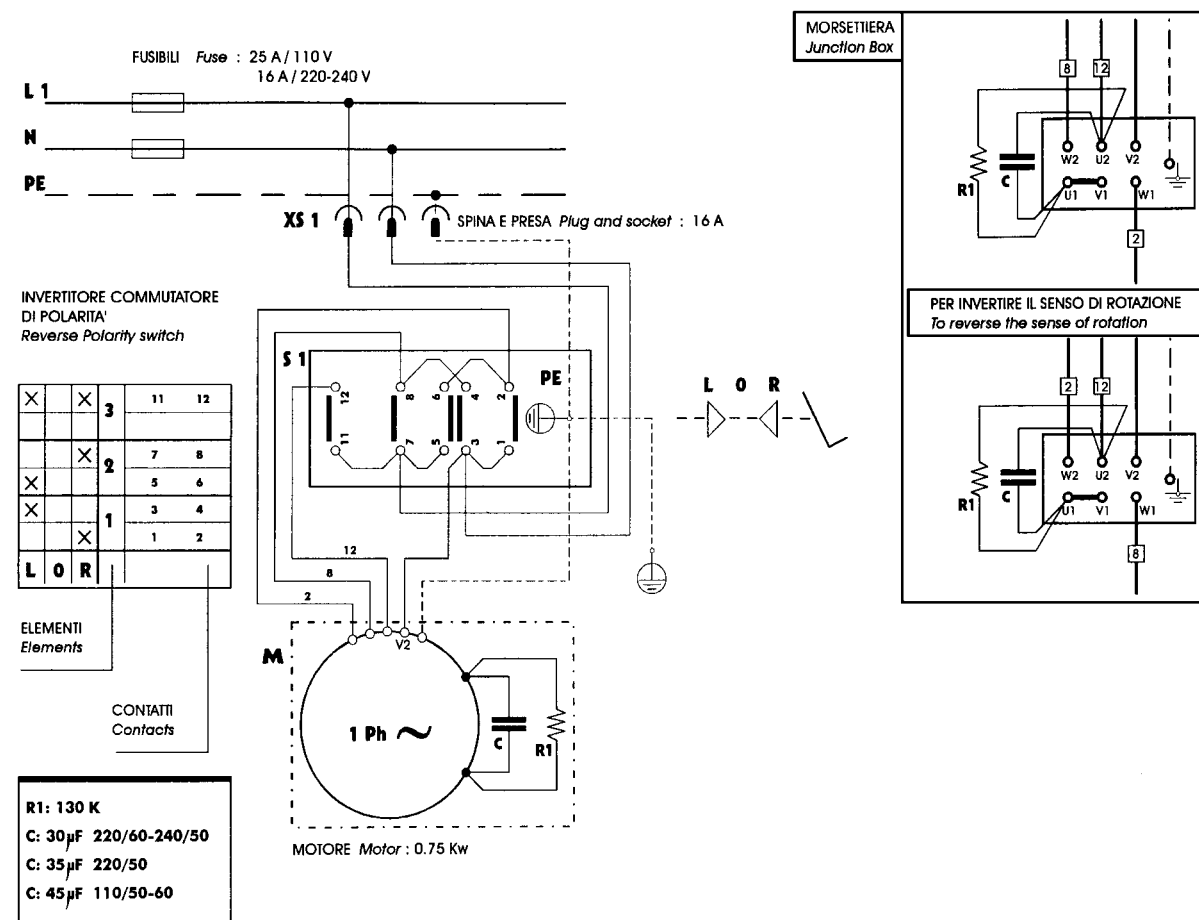 FUSIBILI Fuse : 25 A / 110 V
16 A / 220-240 V
L 1
N
PE
XS 1
SPINA E PRESA Plug and socket : 16 A
INVERTITORE COMMUTATORE
DI POLARITA'
Reverse Polarity switch
X X 3 11 12
X 2 7 8
X 5 6
X 1 3 4
X 1 2
L O R
ELEMENTI
Elements
CONTATTI
Contacts
S 1
PE
12 8 6 4 2
11 7 5 3 1
L O R
12
8
2
M
V2
1 Ph ~
C
R1
MOTORE Motor : 0.75 Kw
R1: 130 K
C: 30µF 220/60-240/50
C: 35µF 220/50
C: 45µF 110/50-60
MORSETTIERA
Junction Box
8 12
W2 U2 V2
R1 C
U1 V1 W1
2
PER INVERTIRE IL SENSO DI ROTAZIONE
To reverse the sense of rotation
2 12
W2 U2 V2
R1 C
U1 V1 W1
8